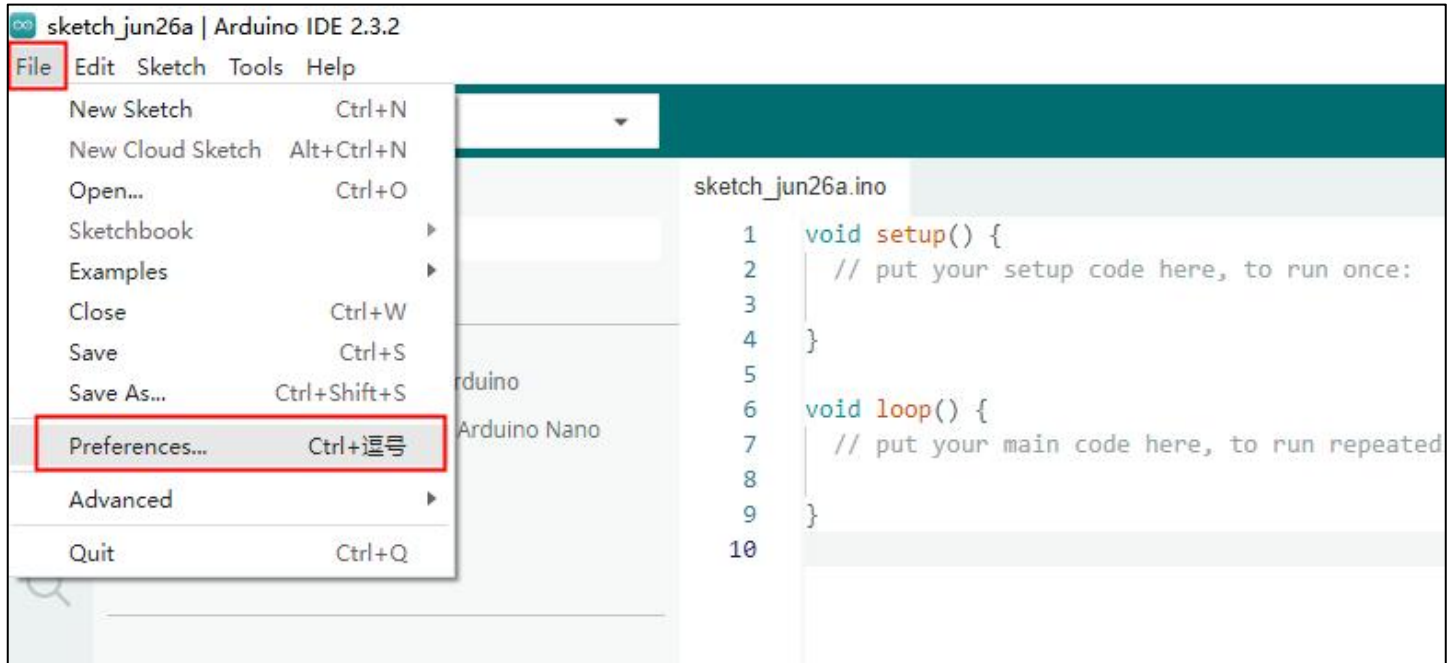 sketch_jun26a | Arduino IDE 2.3.2
File Edit Sketch Tools Help
New Sketch Ctrl+N
New Cloud Sketch Alt+Ctrl+N
Open... Ctrl+O
Sketchbook
Examples
Close Ctrl+W
Save Ctrl+S
Save As... Ctrl+Shift+S
Preferences... Ctrl+逗号
Advanced
Quit Ctrl+Q
rduino
Arduino Nano
sketch_jun26a.ino
1 void setup() {
2 // put your setup code here, to run once:
3
4 }
5
6 void loop() {
7 // put your main code here, to run repeated
8
9 }
10